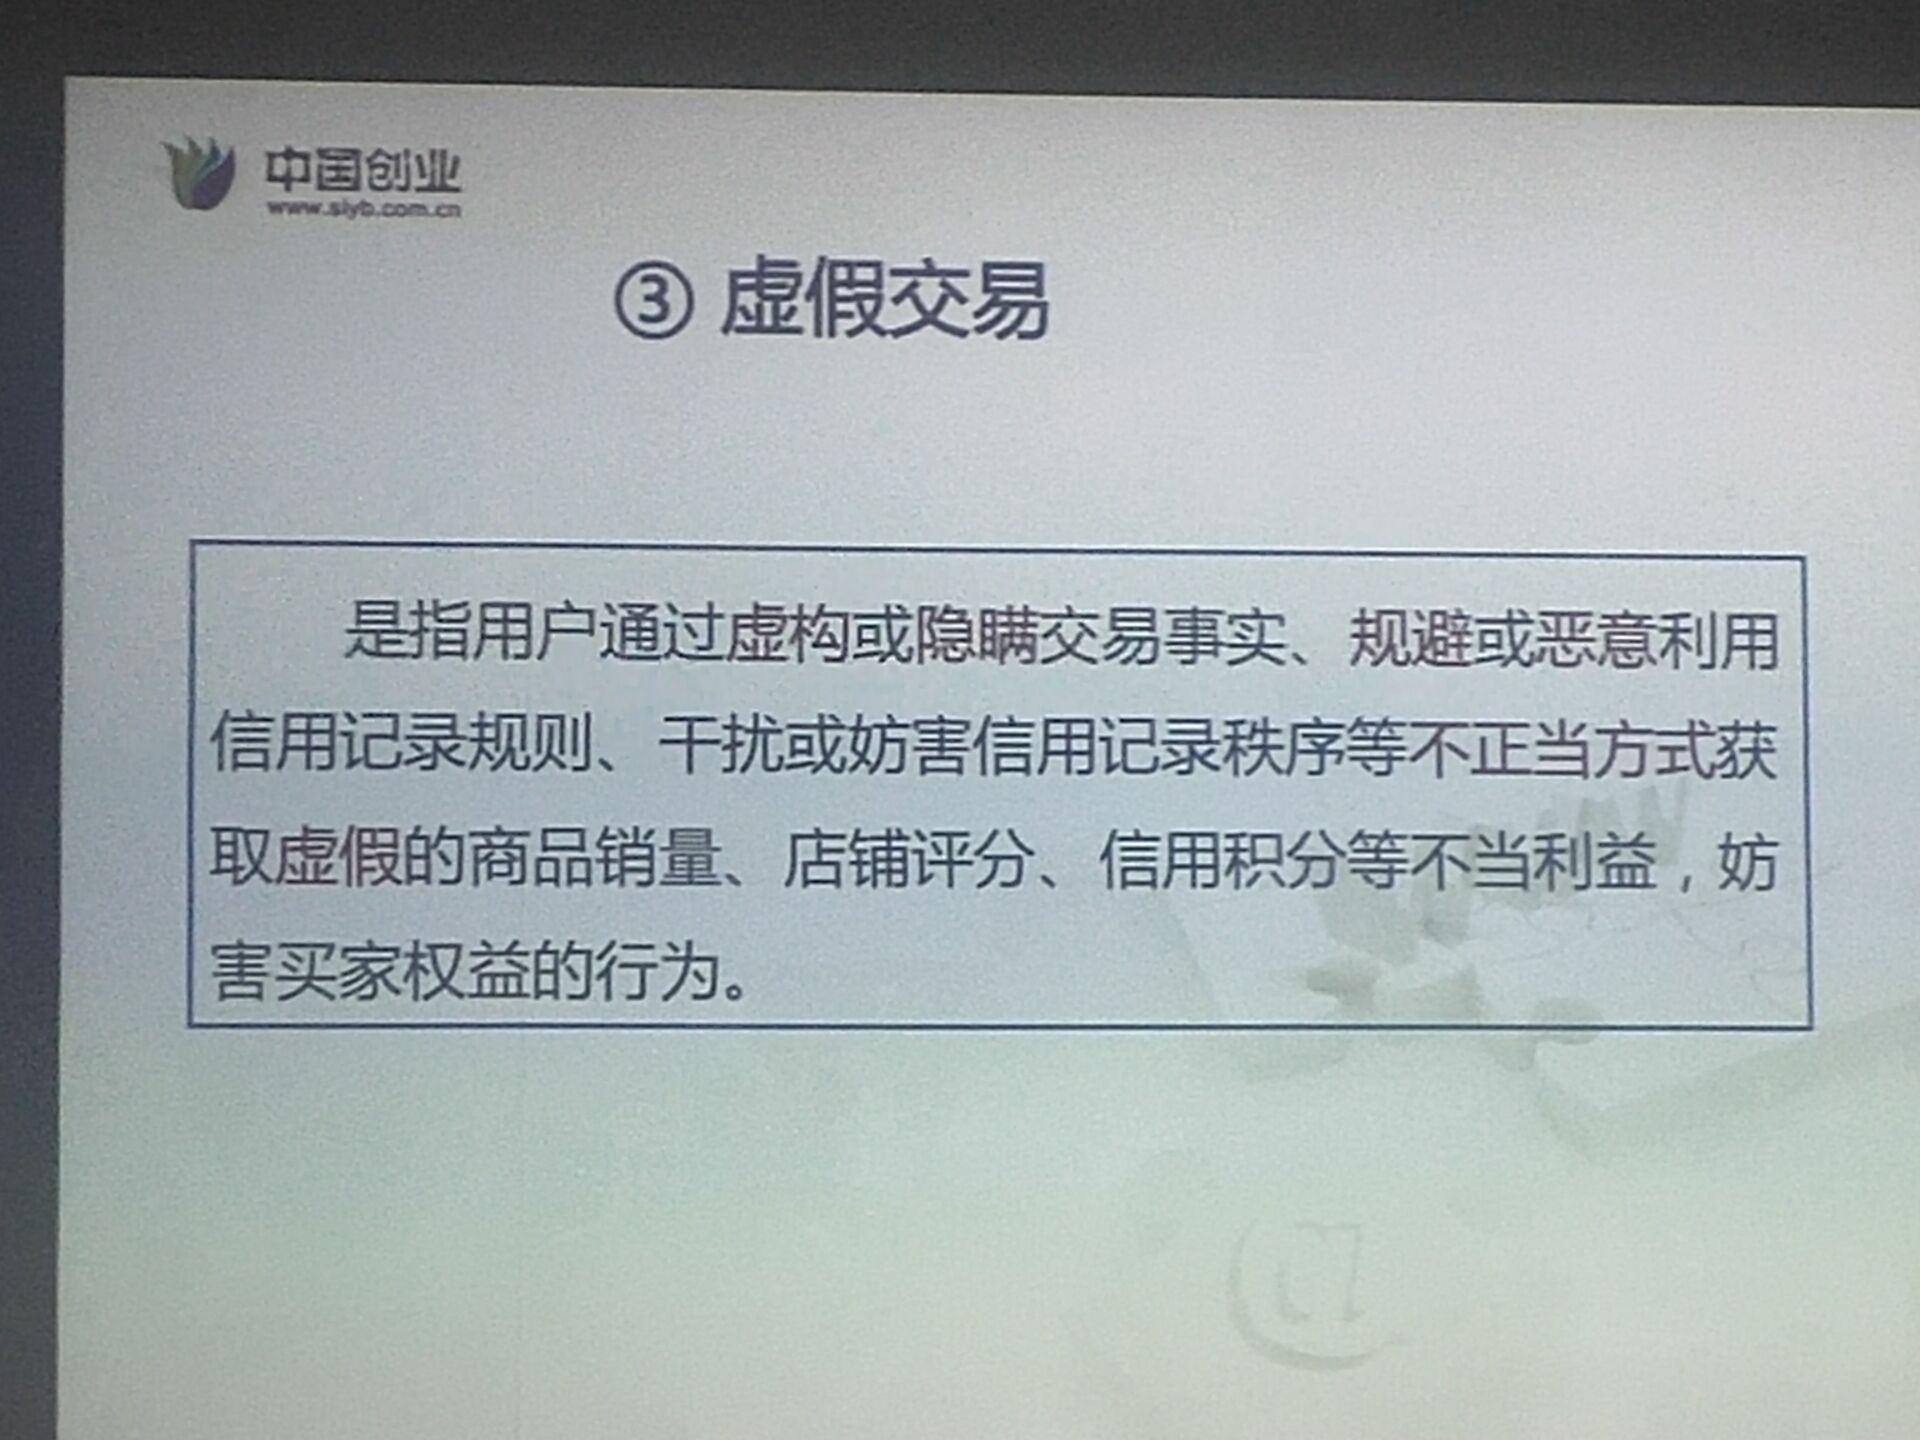 中国创业
www.siyb.com.cn
③ 虚假交易
是指用户通过虚构或隐瞒交易事实、规避或恶意利用
信用记录规则、干扰或妨害信用记录秩序等不正当方式获
取虚假的商品销量、店铺评分、信用积分等不当利益，妨
害买家权益的行为。